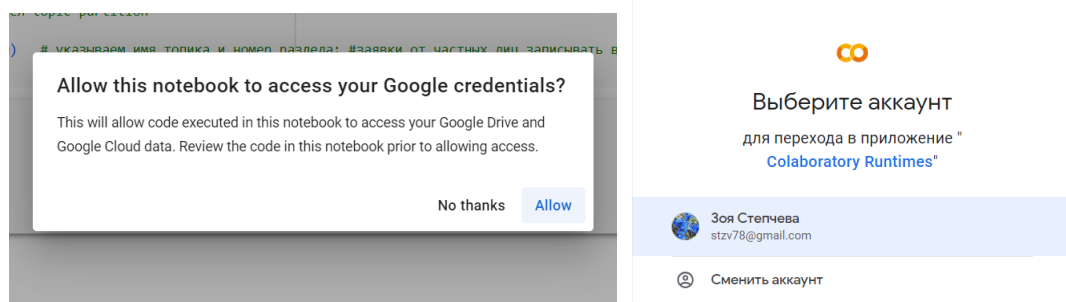 ся topic partition
) # указываем имя топика и номер раздела: #заявки от частных лиц записывать в
Allow this notebook to access your Google credentials?
This will allow code executed in this notebook to access your Google Drive and
Google Cloud data. Review the code in this notebook prior to allowing access.
No thanks
Allow
Выберите аккаунт
для перехода в приложение "
Colaboratory Runtimes"
Зоя Степчева
stzv78@gmail.com
Сменить аккаунт